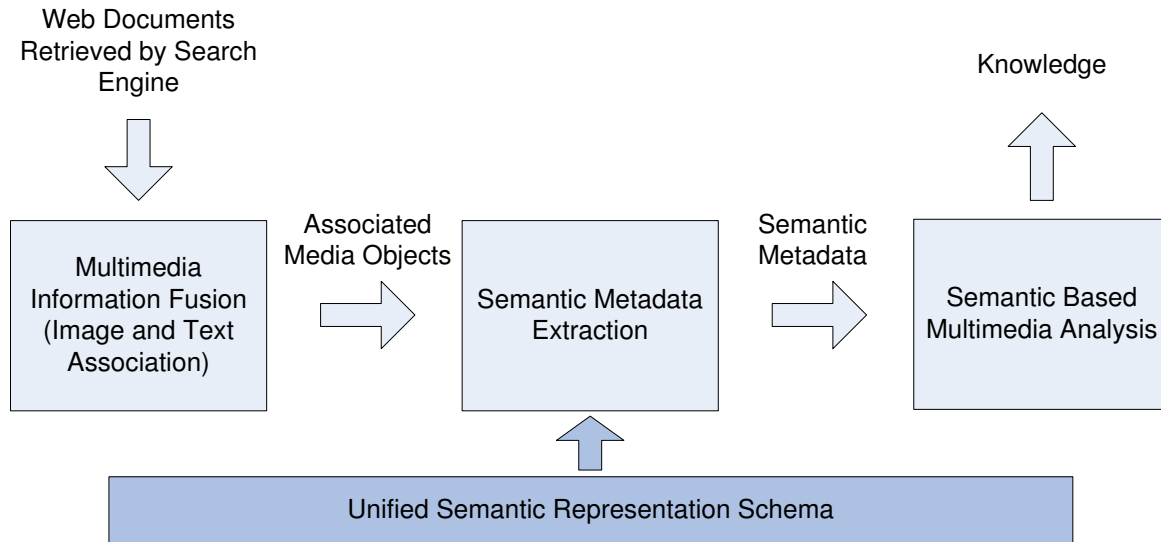 Web Documents
Retrieved by Search
Engine
Knowledge
Multimedia
Information Fusion
(Image and Text
Association)
Associated
Media Objects
Semantic Metadata
Extraction
Semantic
Metadata
Semantic Based
Multimedia Analysis
Unified Semantic Representation Schema